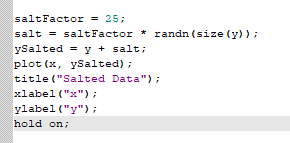 saltFactor = 25;
salt = saltFactor * randn(size(y));
ySalted = y + salt;
plot(x, ySalted);
title("Salted Data");
xlabel("x");
ylabel("y");
hold on;